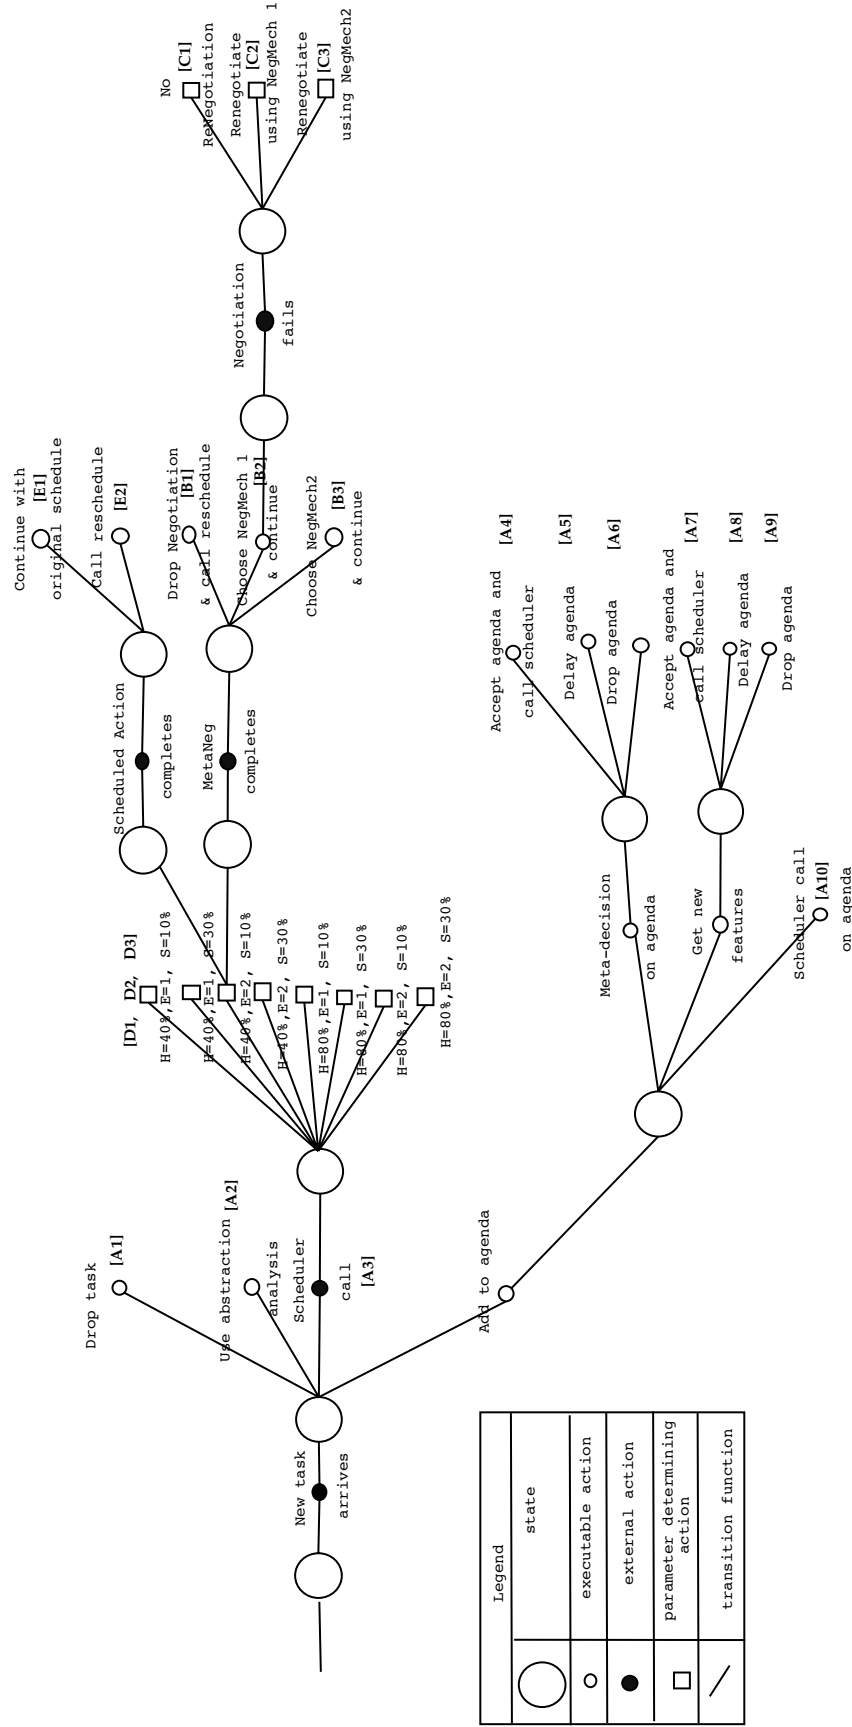 New task
arrives
Drop task
[A1]
Use abstraction [A2]
analysis
Scheduler
call
[A3]
Add to agenda
[D1, D2, D3]
H=40%,E=1, S=10%
H=40%,E=1, S=30%
H=40%,E=2, S=10%
H=40%,E=2, S=30%
H=80%,E=1, S=10%
H=80%,E=1, S=30%
H=80%,E=2, S=10%
H=80%,E=2, S=30%
Scheduled Action
completes
MetaNeg
completes
Continue with
[E1]
original schedule
Call reschedule
[E2]
Drop Negotiation
[B1]
& call reschedule
Choose NegMech 1
[B2]
& continue
Choose NegMech2
[B3]
& continue
Negotiation
fails
No
[C1]
ReNegotiation
Renegotiate
[C2]
using NegMech 1
Renegotiate
[C3]
using NegMech2
Meta-decision
on agenda
Get new
features
Scheduler call
[A10]
on agenda
Accept agenda and
[A4]
call scheduler
Delay agenda
[A5]
Drop agenda
[A6]
Accept agenda and
[A7]
call scheduler
Delay agenda
[A8]
Drop agenda
[A9]
Legend
state
executable action
external action
parameter determining
action
transition function